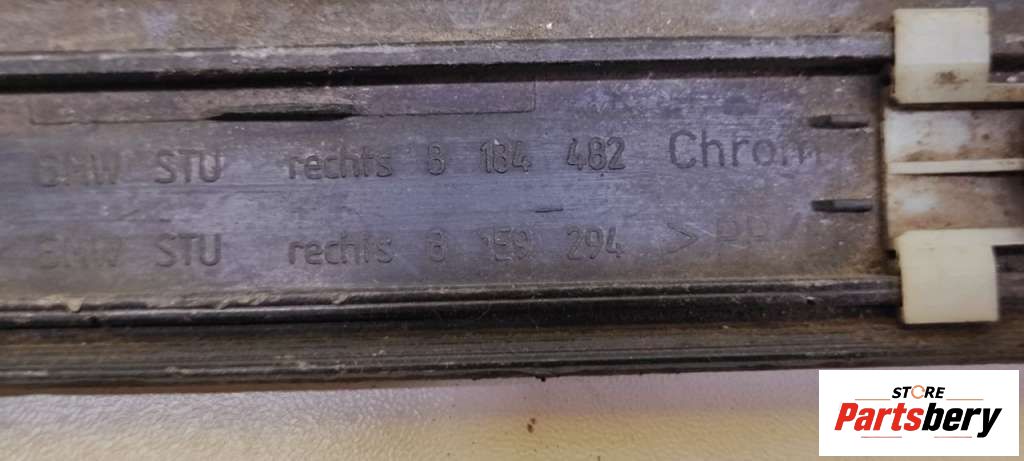 BMW STU rechts 8 184 482 Chrom
BMW STU rechts 8 159 294 >PP/
STORE
Partsbery